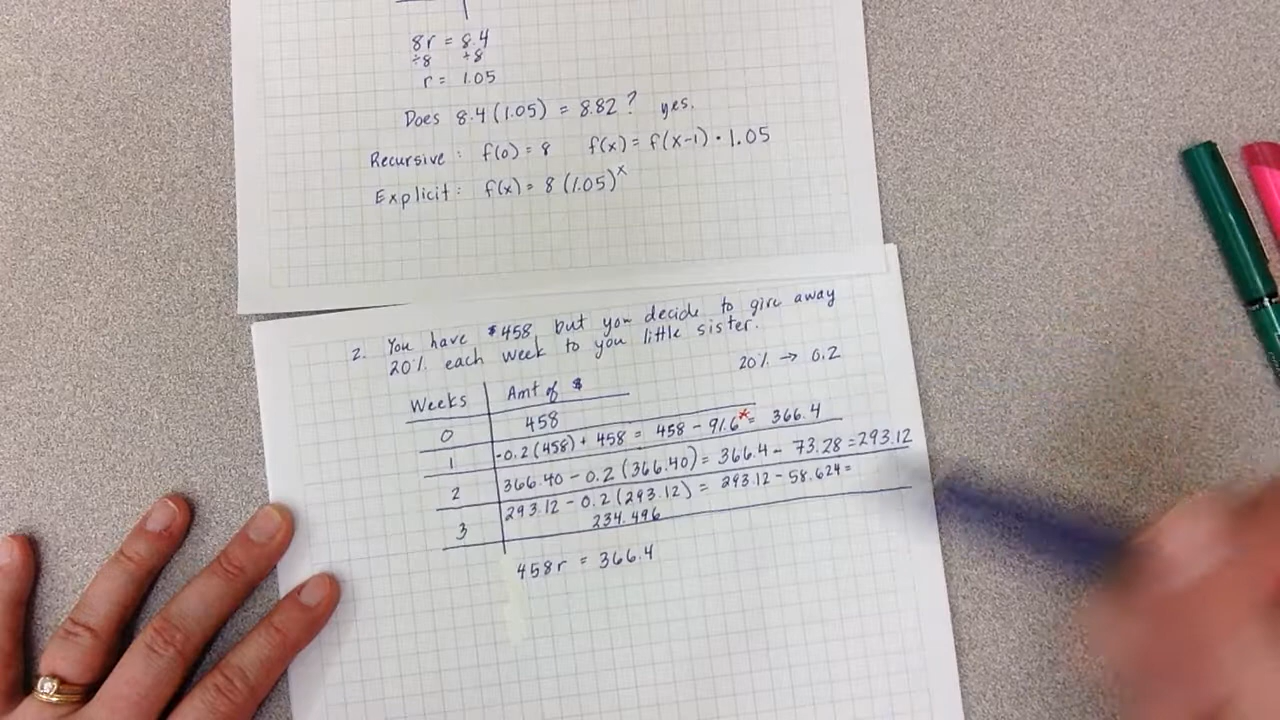 8r = 8.4
÷8 ÷8
r = 1.05
Does 8.4(1.05) = 8.82? yes.
Recursive: f(0) = 8 f(x) = f(x-1) · 1.05
Explicit: f(x) = 8(1.05)^x
2. You have $458 but you decide to give away
20% each week to you little sister.
20% → 0.2
Weeks Amt of $
0 458
1 -0.2(458) + 458 = 458 - 91.6* = 366.4
2 366.40 - 0.2(366.40) = 366.4 - 73.28 = 293.12
3 293.12 - 0.2(293.12) = 293.12 - 58.624 =
234.496
458r = 366.4